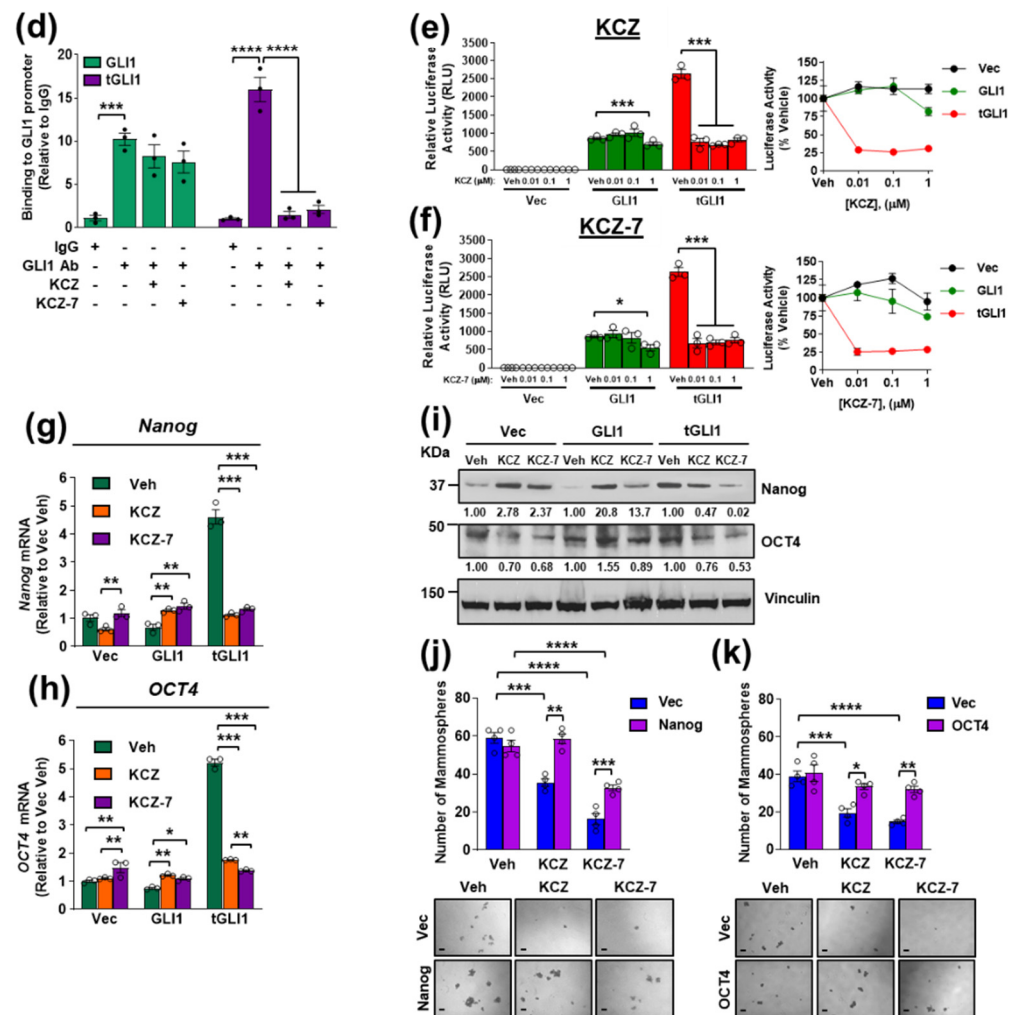 (d)
GLI1
tGLI1
Binding to GLI1 promoter
(Relative to IgG)
20
15
10
5
0
***
****
****
IgG + - - - + - - -
GLI1 Ab - + + + - + + +
KCZ - - + - - - + -
KCZ-7 - - - + - - - +
(e)
KCZ
Relative Luciferase
Activity (RLU)
3500
3000
2500
2000
1500
1000
500
0
***
***
KCZ (μM): Veh 0.01 0.1 1 Veh 0.01 0.1 1 Veh 0.01 0.1 1
Vec GLI1 tGLI1
Luciferase Activity
(% Vehicle)
150
125
100
75
50
25
0
Veh 0.01 0.1 1
[KCZ], (μM)
Vec
GLI1
tGLI1
(f)
KCZ-7
Relative Luciferase
Activity (RLU)
3500
3000
2500
2000
1500
1000
500
0
*
***
KCZ-7 (μM): Veh 0.01 0.1 1 Veh 0.01 0.1 1 Veh 0.01 0.1 1
Vec GLI1 tGLI1
Luciferase Activity
(% Vehicle)
150
125
100
75
50
25
0
Veh 0.01 0.1 1
[KCZ-7], (μM)
Vec
GLI1
tGLI1
(g)
Nanog
Nanog mRNA
(Relative to Vec Veh)
6
5
4
3
2
1
0
Veh
KCZ
KCZ-7
**
**
**
***
***
Vec GLI1 tGLI1
(h)
OCT4
OCT4 mRNA
(Relative to Vec Veh)
6
5
4
3
2
1
0
Veh
KCZ
KCZ-7
**
**
*
**
***
***
**
Vec GLI1 tGLI1
(i)
Vec GLI1 tGLI1
KDa Veh KCZ KCZ-7 Veh KCZ KCZ-7 Veh KCZ KCZ-7
37 Nanog
1.00 2.78 2.37 1.00 20.8 13.7 1.00 0.47 0.02
50 OCT4
1.00 0.70 0.68 1.00 1.55 0.89 1.00 0.76 0.53
150 Vinculin
(j)
Number of Mammospheres
80
60
40
20
0
****
****
***
**
***
Vec
Nanog
Veh KCZ KCZ-7
Veh KCZ KCZ-7
Vec
Nanog
(k)
Number of Mammospheres
80
60
40
20
0
****
***
*
**
Vec
OCT4
Veh KCZ KCZ-7
Veh KCZ KCZ-7
Vec
OCT4